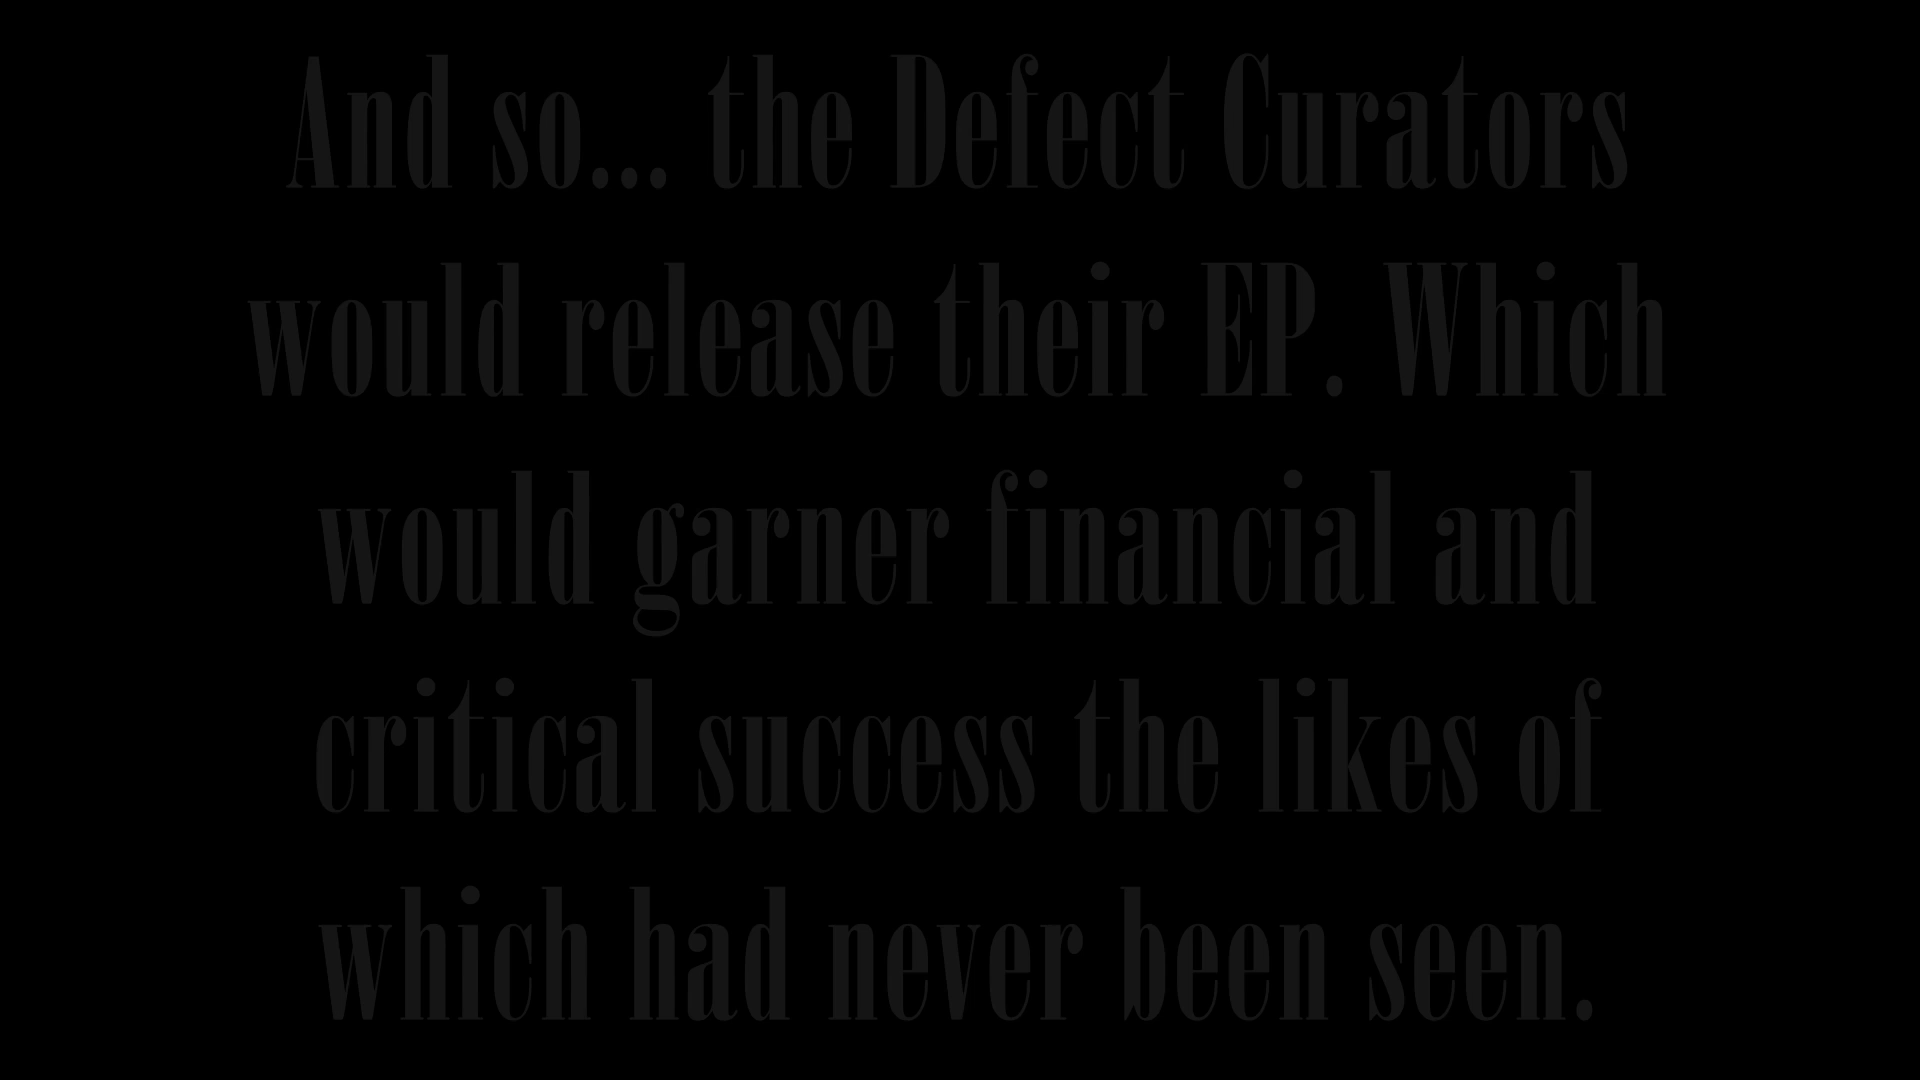 And so... the Defect Curators
would release their EP. Which
would garner financial and
critical success the likes of
which had never been seen.